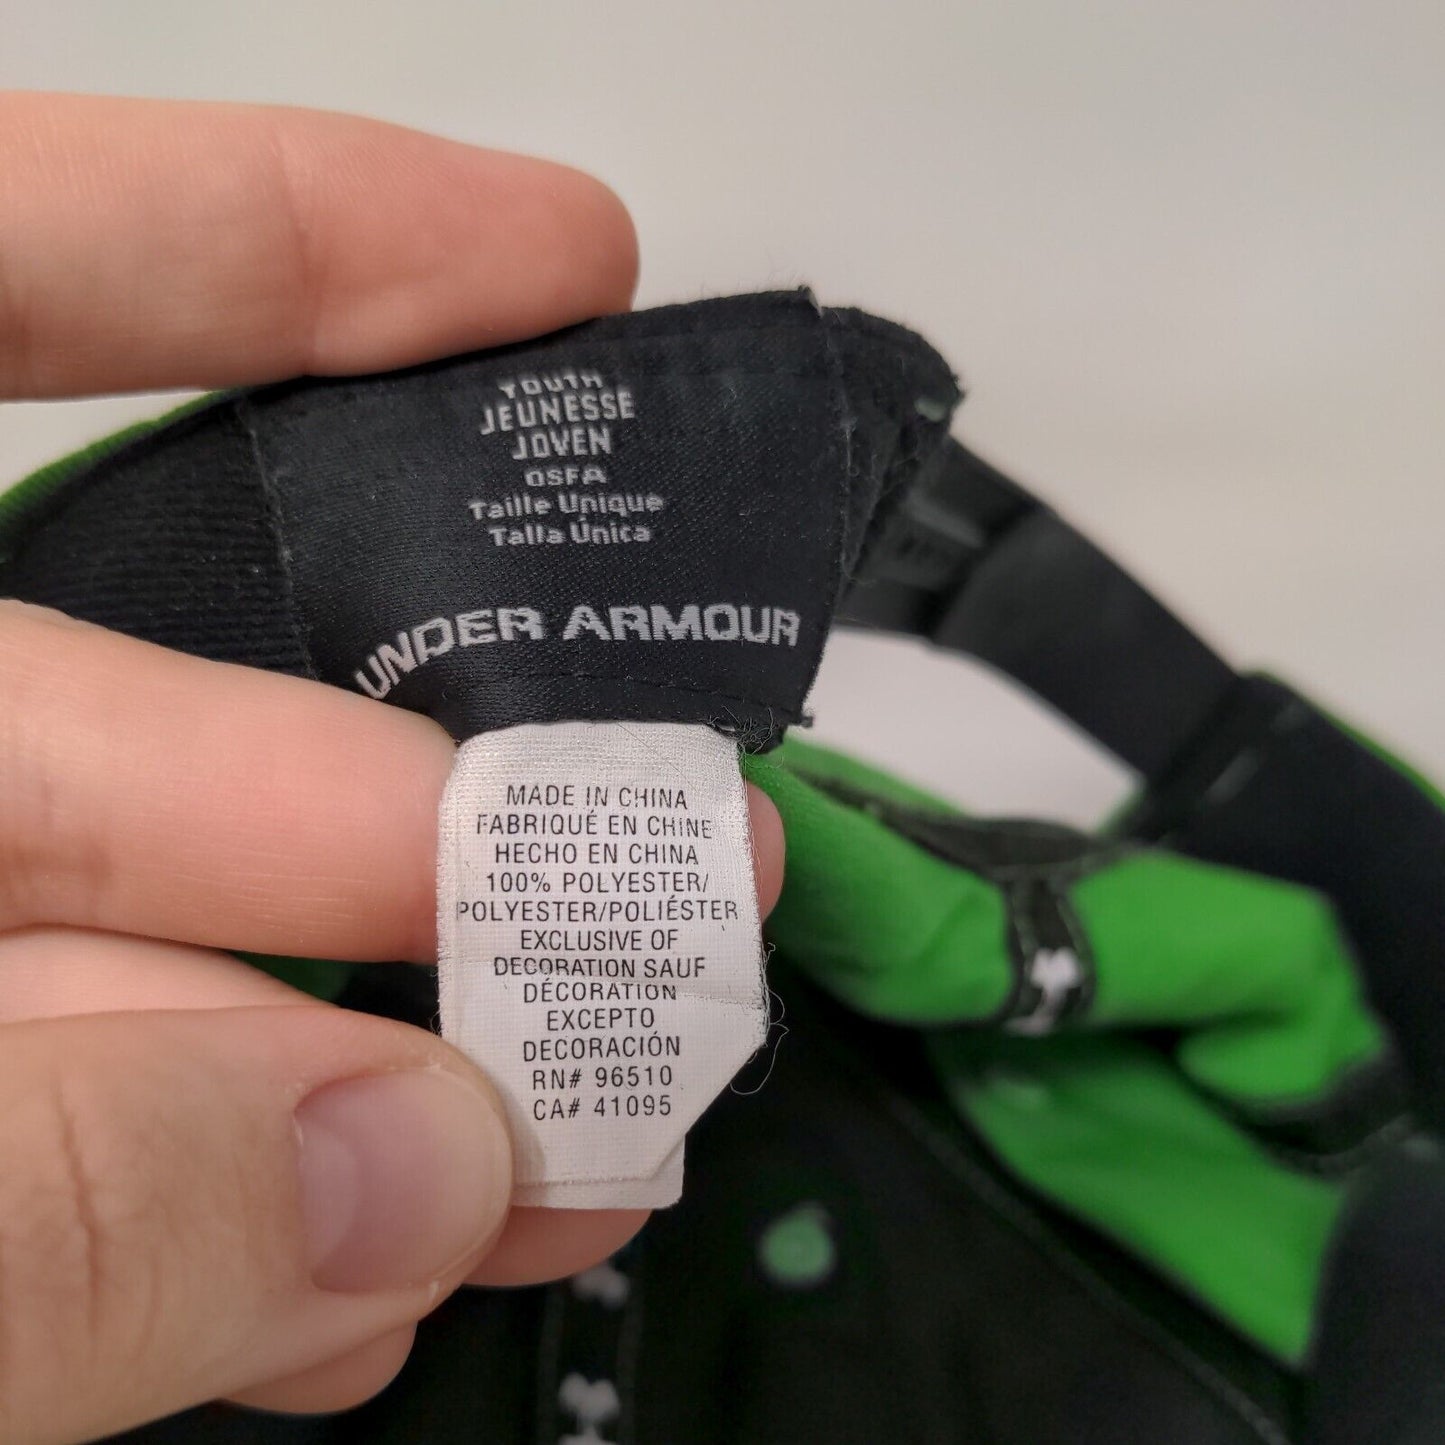 YOUTH
JEUNESSE
JOVEN
OSFA
Taille Unique
Talla Única
UNDER ARMOUR
MADE IN CHINA
FABRIQUÉ EN CHINE
HECHO EN CHINA
100% POLYESTER/
POLYESTER/POLIÉSTER
EXCLUSIVE OF
DECORATION SAUF
DÉCORATION
EXCEPTO
DECORACIÓN
RN# 96510
CA# 41095